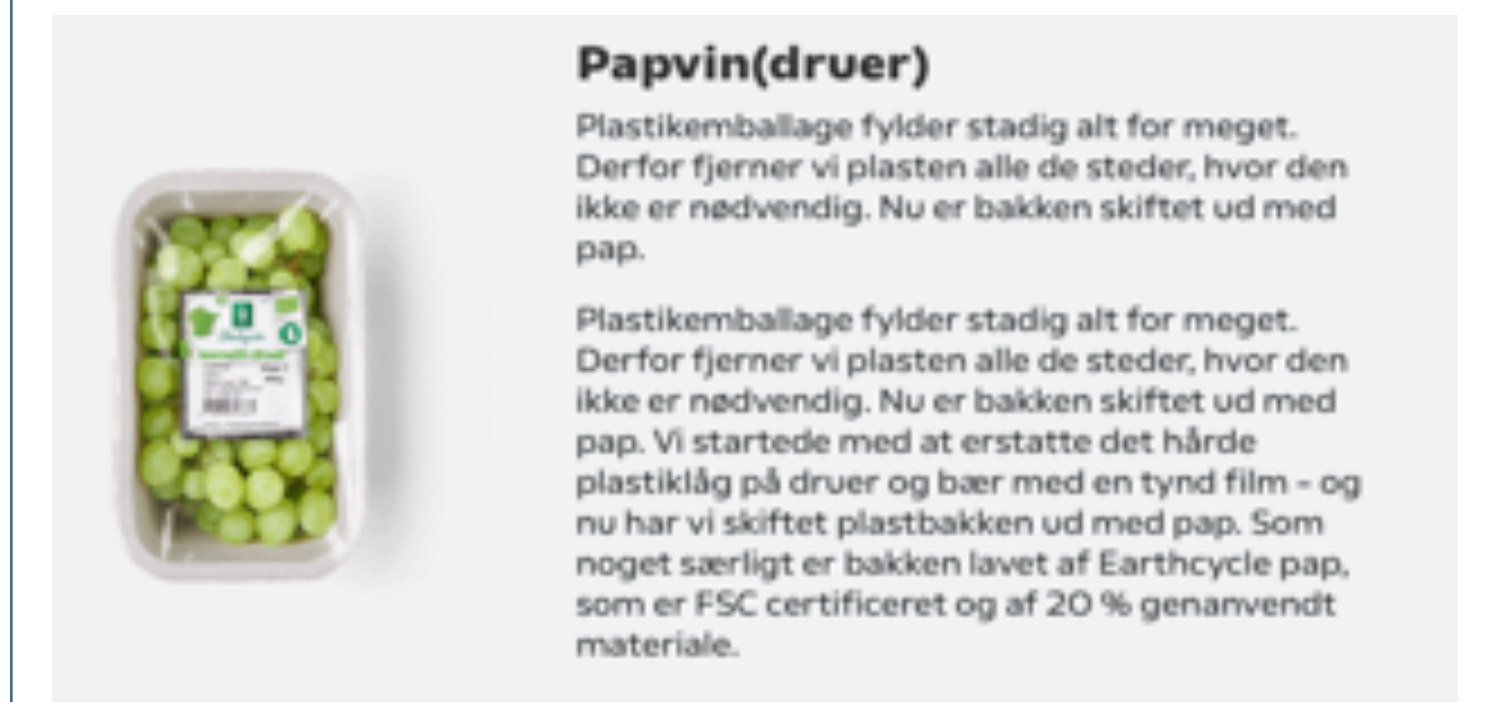 Papvin(druer)
Plastikemballage fylder stadig alt for meget.
Derfor fjerner vi plasten alle de steder, hvor den
ikke er nødvendig. Nu er bakken skiftet ud med
pap.
Plastikemballage fylder stadig alt for meget.
Derfor fjerner vi plasten alle de steder, hvor den
ikke er nødvendig. Nu er bakken skiftet ud med
pap. Vi startede med at erstatte det hårde
plastiklåg på druer og bær med en tynd film - og
nu har vi skiftet plastbakken ud med pap. Som
noget særligt er bakken lavet af Earthcycle pap,
som er FSC certificeret og af 20 % genanvendt
materiale.